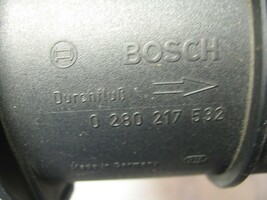 BOSCH
Durchfluß
0 280 217 532
Made in Germany